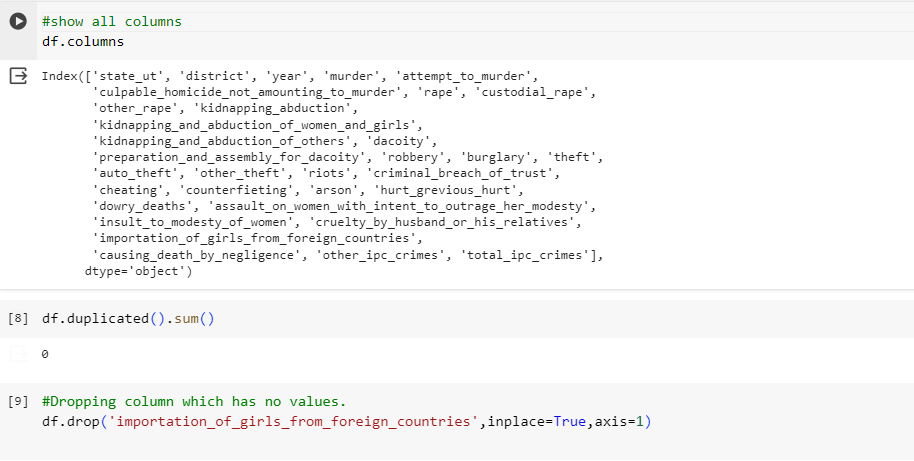 #show all columns
df.columns
Index(['state_ut', 'district', 'year', 'murder', 'attempt_to_murder',
'culpable_homicide_not_amounting_to_murder', 'rape', 'custodial_rape',
'other_rape', 'kidnapping_abduction',
'kidnapping_and_abduction_of_women_and_girls',
'kidnapping_and_abduction_of_others', 'dacoity',
'preparation_and_assembly_for_dacoity', 'robbery', 'burglary', 'theft',
'auto_theft', 'other_theft', 'riots', 'criminal_breach_of_trust',
'cheating', 'counterfieting', 'arson', 'hurt_grevious_hurt',
'dowry_deaths', 'assault_on_women_with_intent_to_outrage_her_modesty',
'insult_to_modesty_of_women', 'cruelty_by_husband_or_his_relatives',
'importation_of_girls_from_foreign_countries',
'causing_death_by_negligence', 'other_ipc_crimes', 'total_ipc_crimes'],
dtype='object')
[8] df.duplicated().sum()
0
[9] #Dropping column which has no values.
df.drop('importation_of_girls_from_foreign_countries',inplace=True,axis=1)